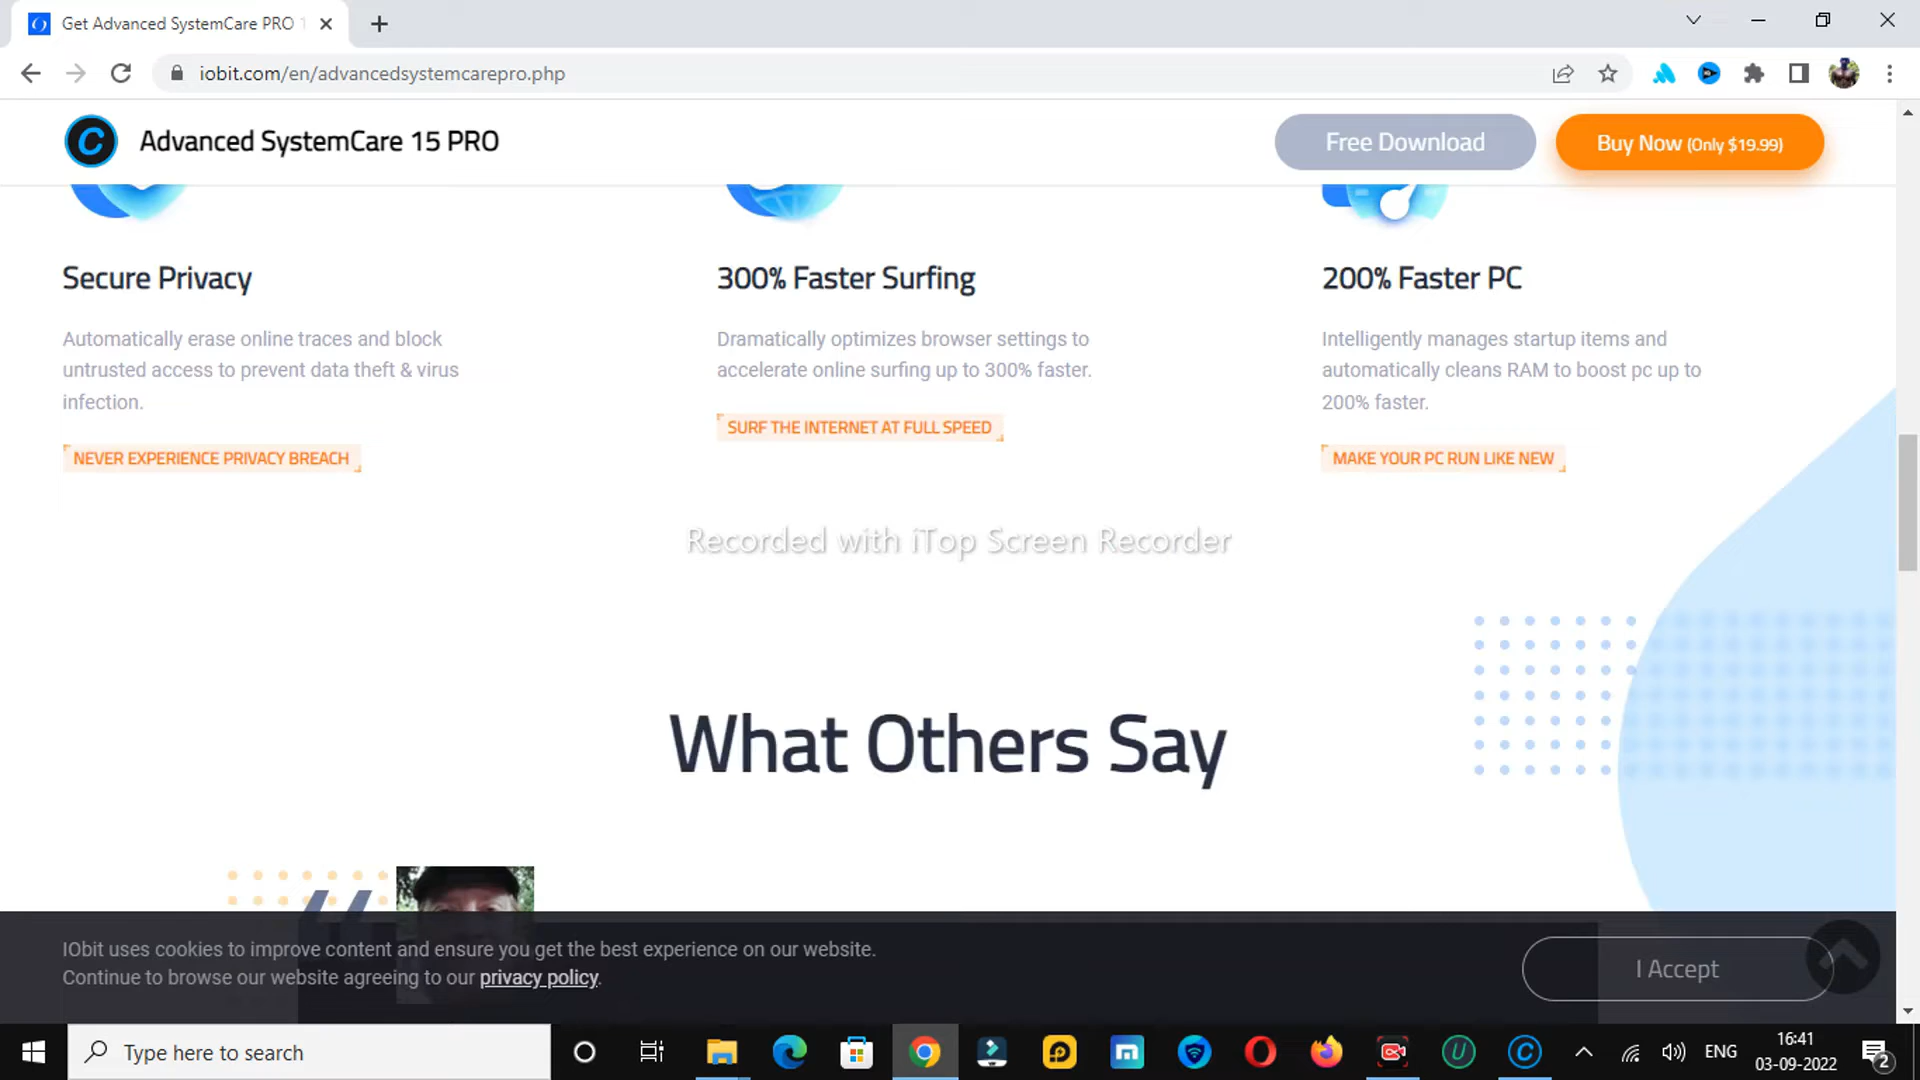 Get Advanced SystemCare PRO 1
iobit.com/en/advancedsystemcarepro.php
Advanced SystemCare 15 PRO
Free Download
Buy Now (Only $19.99)
Secure Privacy
Automatically erase online traces and block
untrusted access to prevent data theft & virus
infection.
NEVER EXPERIENCE PRIVACY BREACH
300% Faster Surfing
Dramatically optimizes browser settings to
accelerate online surfing up to 300% faster.
SURF THE INTERNET AT FULL SPEED
200% Faster PC
Intelligently manages startup items and
automatically cleans RAM to boost pc up to
200% faster.
MAKE YOUR PC RUN LIKE NEW
Recorded with iTop Screen Recorder
What Others Say
IObit uses cookies to improve content and ensure you get the best experience on our website.
Continue to browse our website agreeing to our privacy policy.
I Accept
Type here to search
ENG
16:41
03-09-2022
2